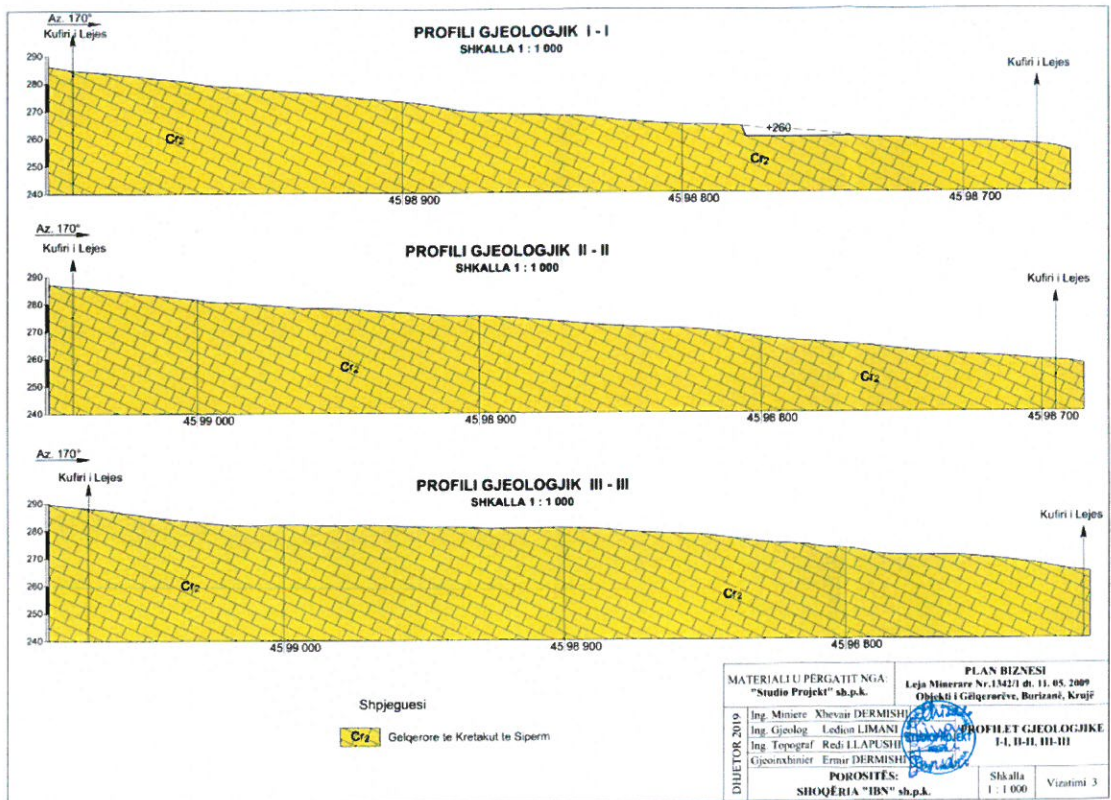 Az. 170°
Kufiri i Lejes
PROFILI GJEOLOGJIK I - I
SHKALLA 1 : 1 000
Kufiri i Lejes
290
280
270
260
250
240
+260
Cr2
Cr2
45 98 900
45 98 800
45 98 700
Az. 170°
Kufiri i Lejes
PROFILI GJEOLOGJIK II - II
SHKALLA 1 : 1 000
Kufiri i Lejes
290
280
270
260
250
240
Cr2
Cr2
45 99 000
45 98 900
45 98 800
45 98 700
Az. 170°
Kufiri i Lejes
PROFILI GJEOLOGJIK III - III
SHKALLA 1 : 1 000
Kufiri i Lejes
290
280
270
260
250
240
Cr2
Cr2
45 99 000
45 98 900
45 98 800
Shpjeguesi
Cr2 Gelqerore te Kretakut te Siperm
MATERIALI U PËRGATIT NGA:
"Studio Projekt" sh.p.k.
PLAN BIZNESI
Leja Minerare Nr.1342/1 dt. 11. 05. 2009
Objekti i Gëlqerorëve, Burizanë, Krujë
DHJETOR 2019
Ing. Miniere Xhevair DERMISHI
Ing. Gjeolog Ledion LIMANI
Ing. Topograf Redi LLAPUSHI
Gjeoinxhinier Ermir DERMISHI
STUDIO PROJEKT
PROFILET GJEOLOGJIKE
I-I, II-II, III-III
POROSITËS:
SHOQËRIA "IBN" sh.p.k.
Shkalla
1 : 1 000
Vizatimi 3